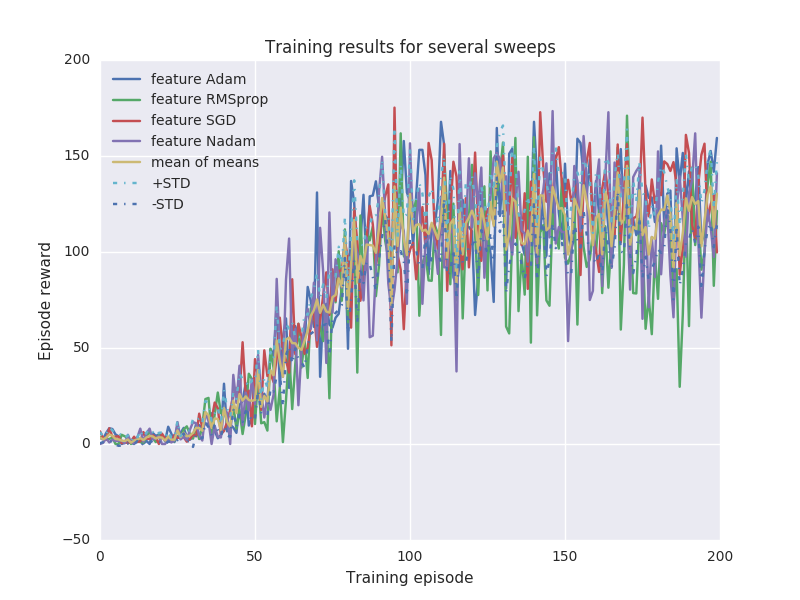 Training results for several sweeps
200
150
100
50
0
−50
Episode reward
feature Adam
feature RMSprop
feature SGD
feature Nadam
mean of means
+STD
-STD
0 50 100 150 200
Training episode